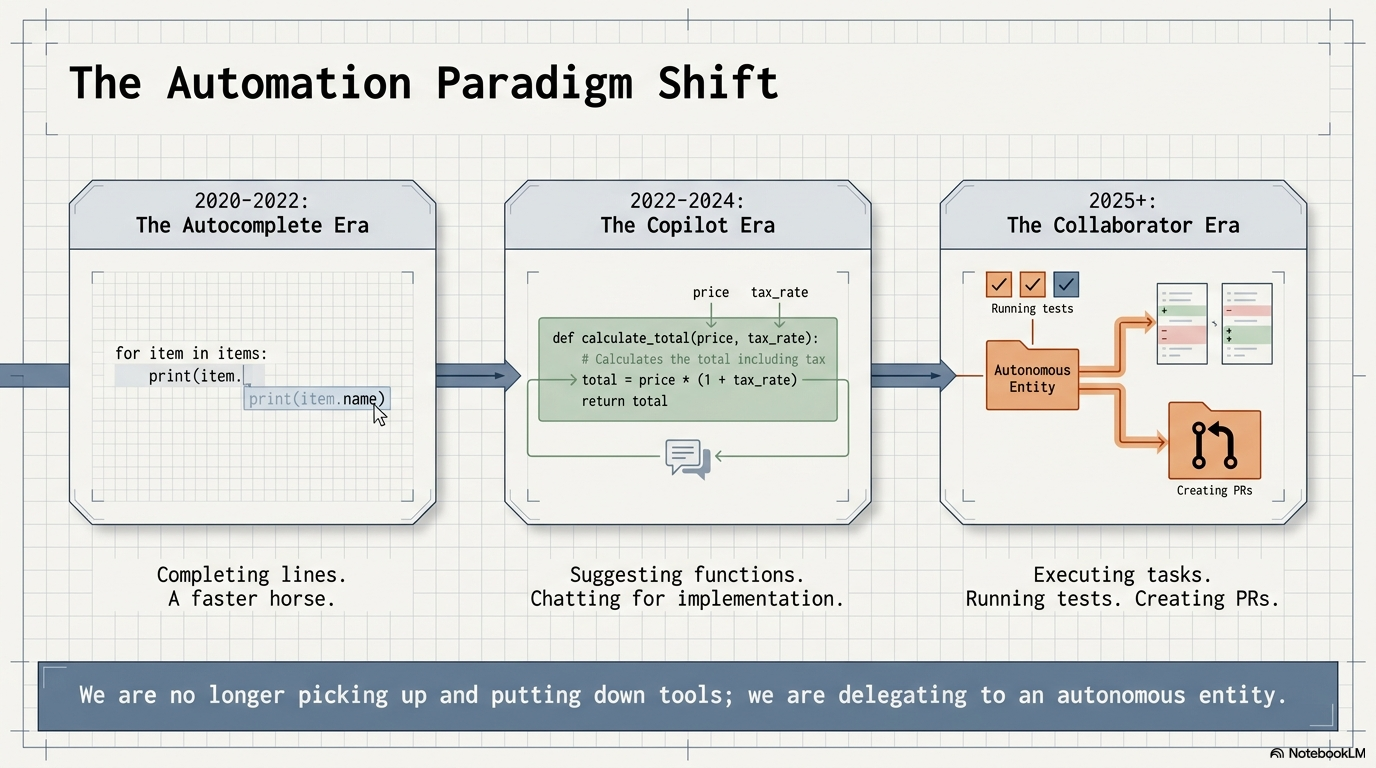 The Automation Paradigm Shift
2020-2022:
The Autocomplete Era
for item in items:
print(item.
print(item.name)
Completing lines.
A faster horse.
2022-2024:
The Copilot Era
price tax_rate
def calculate_total(price, tax_rate):
# Calculates the total including tax
total = price * (1 + tax_rate)
return total
Suggesting functions.
Chatting for implementation.
2025+:
The Collaborator Era
Running tests
Autonomous
Entity
Creating PRs
Executing tasks.
Running tests. Creating PRs.
We are no longer picking up and putting down tools; we are delegating to an autonomous entity.
NotebookLM